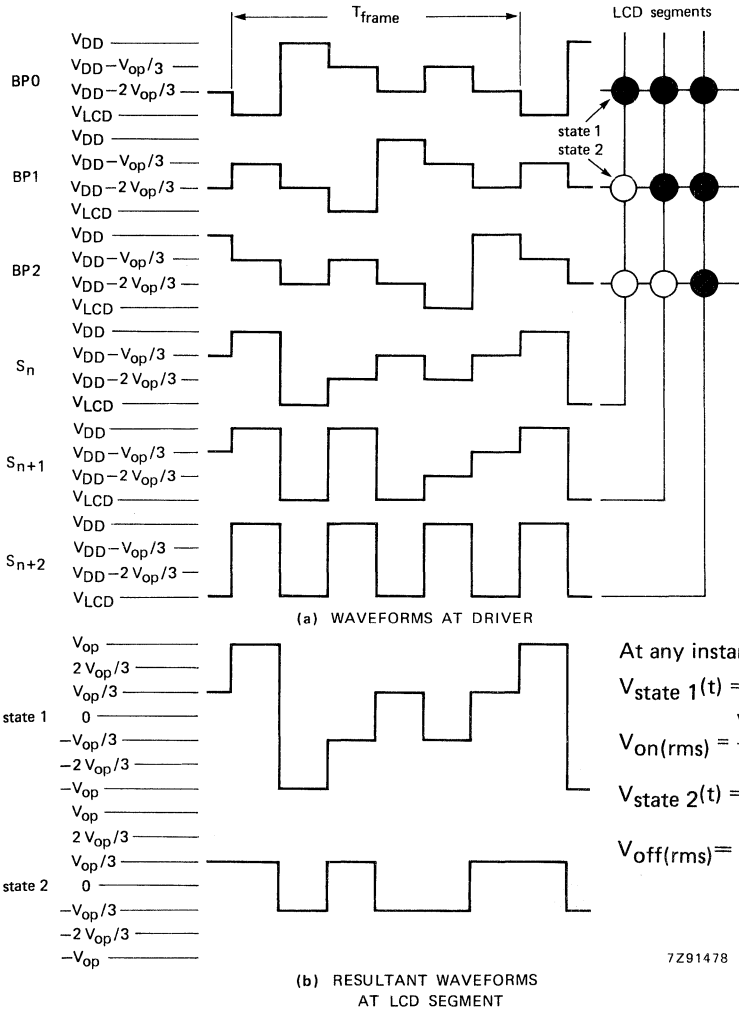 T_frame
LCD segments
BP0
V_DD
V_DD−V_op/3
V_DD−2 V_op/3
V_LCD
state 1
state 2
BP1
V_DD
V_DD−V_op/3
V_DD−2 V_op/3
V_LCD
BP2
V_DD
V_DD−V_op/3
V_DD−2 V_op/3
V_LCD
S_n
V_DD
V_DD−V_op/3
V_DD−2 V_op/3
V_LCD
S_n+1
V_DD
V_DD−V_op/3
V_DD−2 V_op/3
V_LCD
S_n+2
V_DD
V_DD−V_op/3
V_DD−2 V_op/3
V_LCD
(a) WAVEFORMS AT DRIVER
state 1
V_op
2 V_op/3
V_op/3
0
−V_op/3
−2 V_op/3
−V_op
state 2
V_op
2 V_op/3
V_op/3
0
−V_op/3
−2 V_op/3
−V_op
At any insta
V_state 1(t) =
V_on(rms) =
V_state 2(t) =
V_off(rms)=
7Z91478
(b) RESULTANT WAVEFORMS
AT LCD SEGMENT